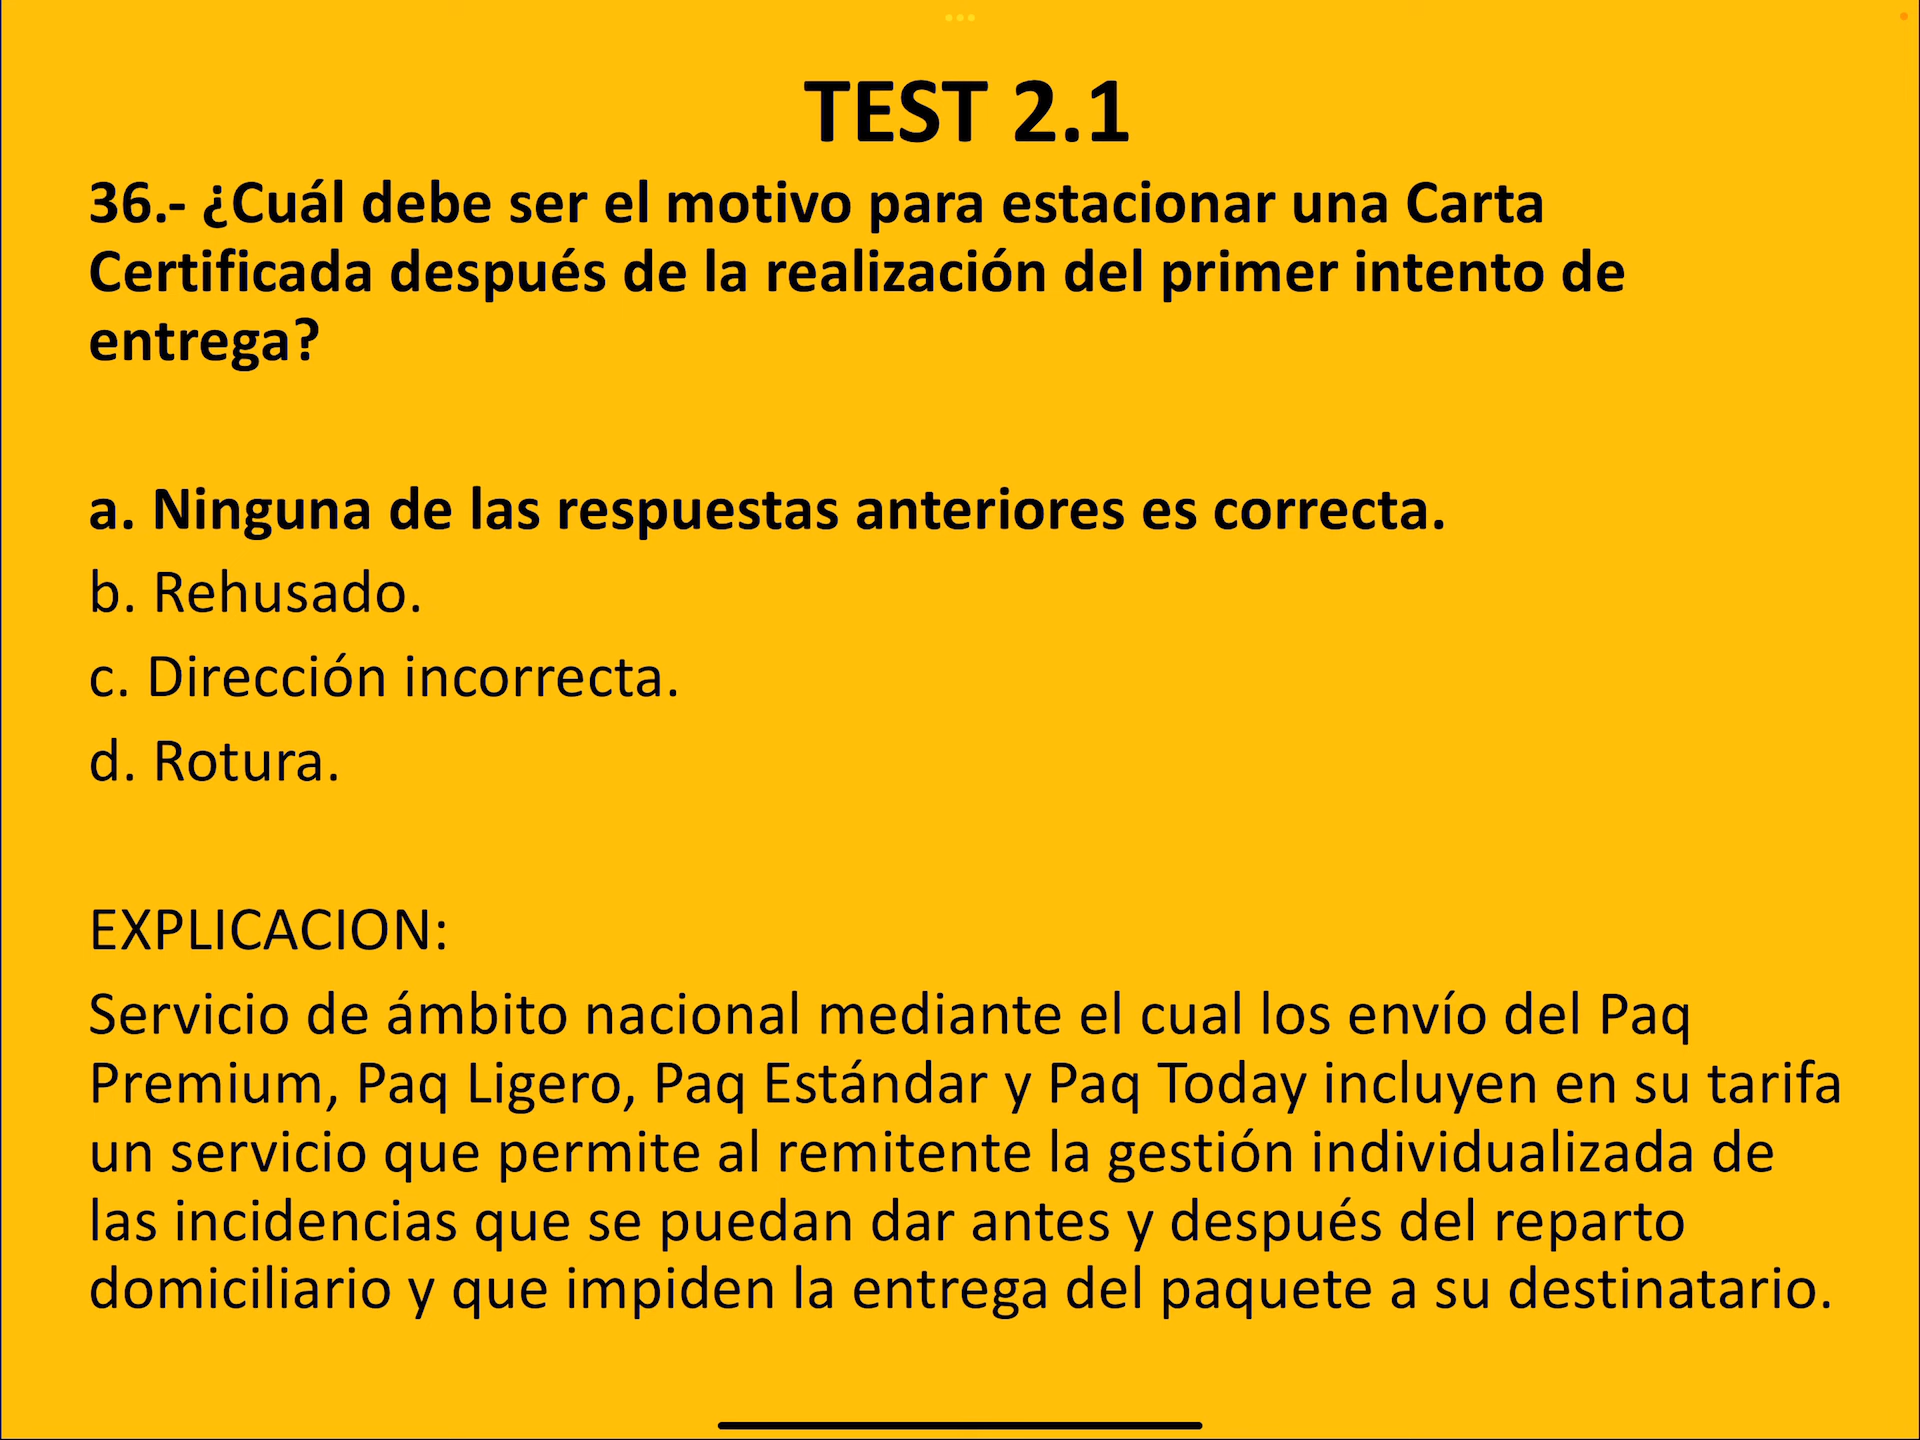 TEST 2.1
36.- ¿Cuál debe ser el motivo para estacionar una Carta
Certificada después de la realización del primer intento de
entrega?
a. Ninguna de las respuestas anteriores es correcta.
b. Rehusado.
c. Dirección incorrecta.
d. Rotura.
EXPLICACION:
Servicio de ámbito nacional mediante el cual los envío del Paq
Premium, Paq Ligero, Paq Estándar y Paq Today incluyen en su tarifa
un servicio que permite al remitente la gestión individualizada de
las incidencias que se puedan dar antes y después del reparto
domiciliario y que impiden la entrega del paquete a su destinatario.